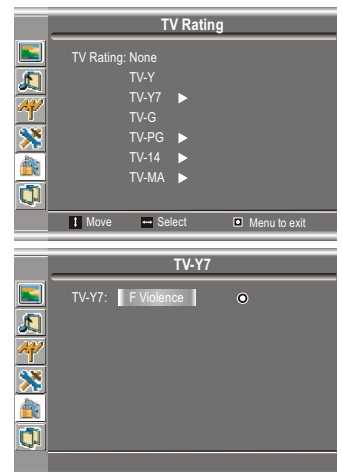 TV Rating
TV Rating: None
TV-Y
TV-Y7
TV-G
TV-PG
TV-14
TV-MA
Move Select Menu to exit
TV-Y7
TV-Y7: F Violence